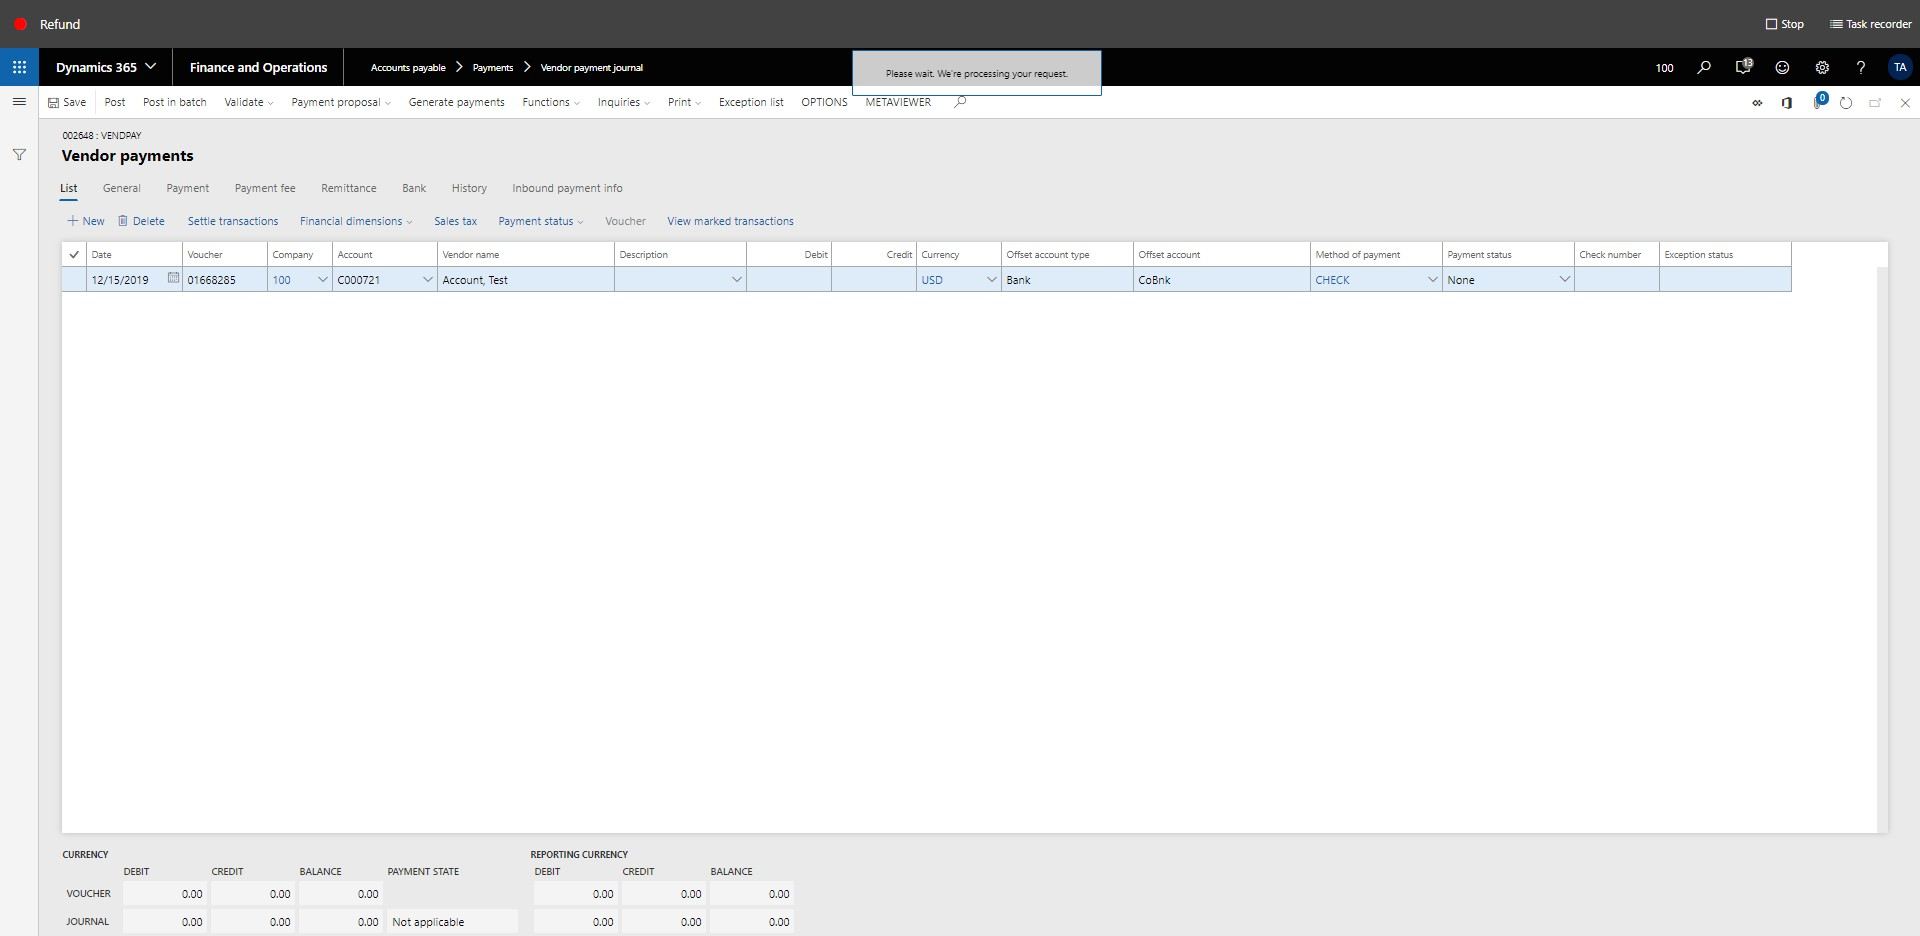 Refund
Stop Task recorder
Dynamics 365 Finance and Operations Accounts payable Payments Vendor payment journal Please wait. We're processing your request. 100 13 ? TA
Save Post Post in batch Validate Payment proposal Generate payments Functions Inquiries Print Exception list OPTIONS METAVIEWER 0
002648 : VENDPAY
Vendor payments
List General Payment Payment fee Remittance Bank History Inbound payment info
New Delete Settle transactions Financial dimensions Sales tax Payment status Voucher View marked transactions
Date Voucher Company Account Vendor name Description Debit Credit Currency Offset account type Offset account Method of payment Payment status Check number Exception status
12/15/2019 01668285 100 C000721 Account, Test USD Bank CoBnk CHECK None
CURRENCY REPORTING CURRENCY
DEBIT CREDIT BALANCE PAYMENT STATE DEBIT CREDIT BALANCE
VOUCHER 0.00 0.00 0.00 0.00 0.00 0.00
JOURNAL 0.00 0.00 0.00 Not applicable 0.00 0.00 0.00